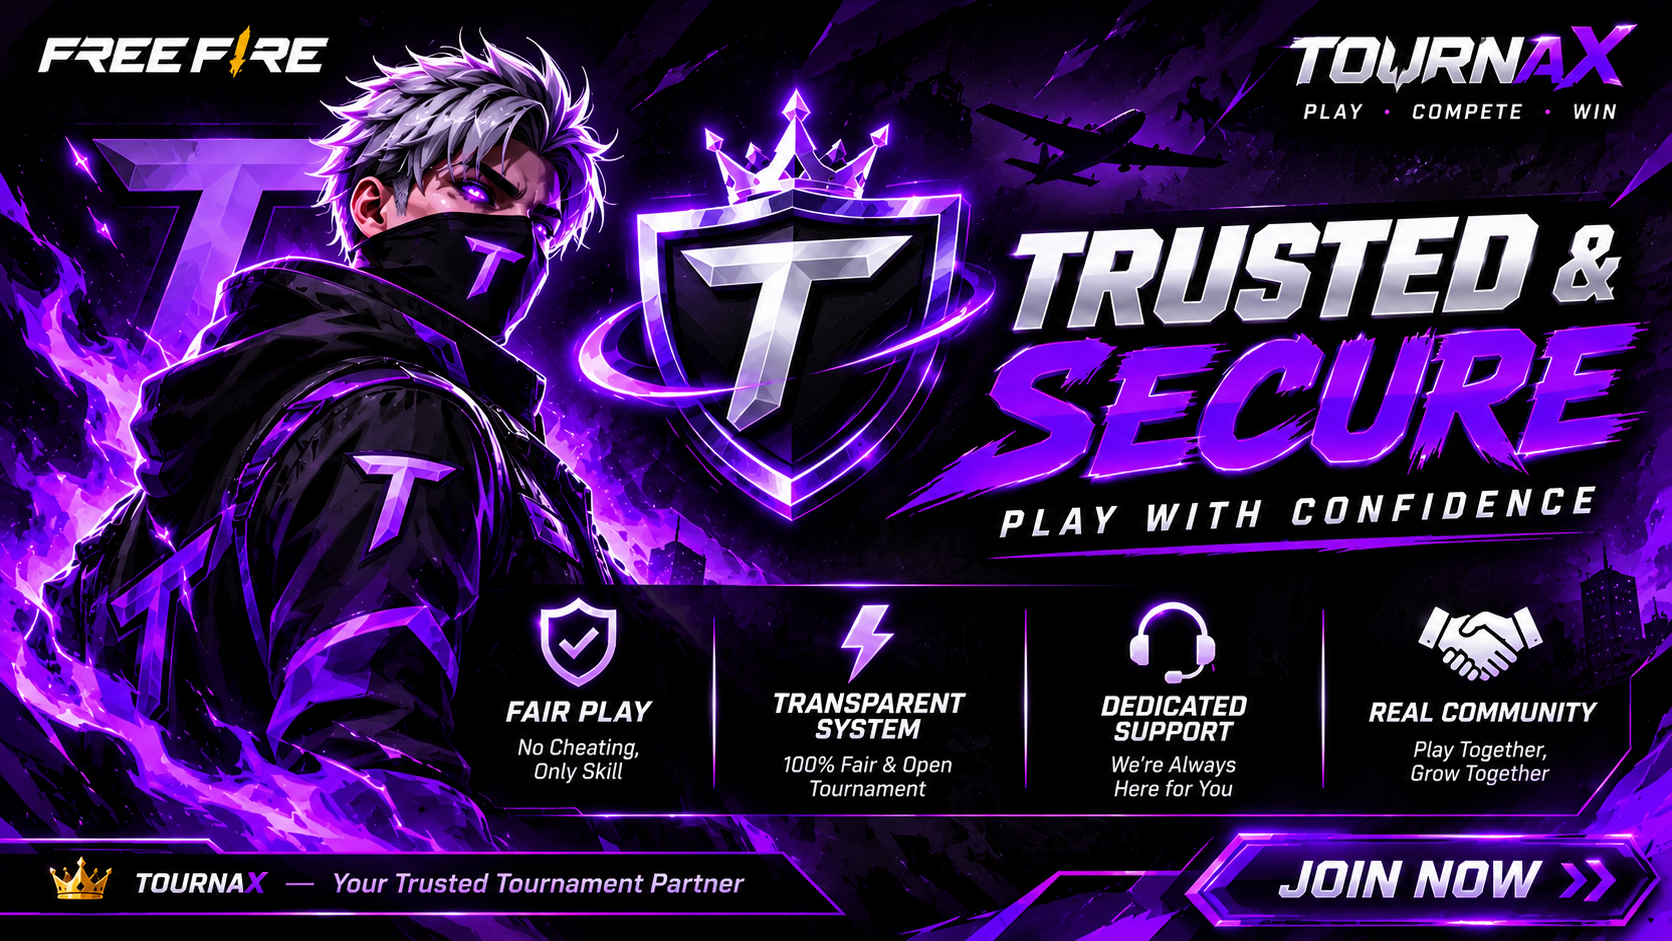 FREE FIRE
TOURNAX
PLAY • COMPETE • WIN
T
T
T
T
T
TRUSTED &
SECURE
PLAY WITH CONFIDENCE
FAIR PLAY
No Cheating,
Only Skill
TRANSPARENT
SYSTEM
100% Fair & Open
Tournament
DEDICATED
SUPPORT
We're Always
Here for You
REAL COMMUNITY
Play Together,
Grow Together
TOURNAX — Your Trusted Tournament Partner
JOIN NOW